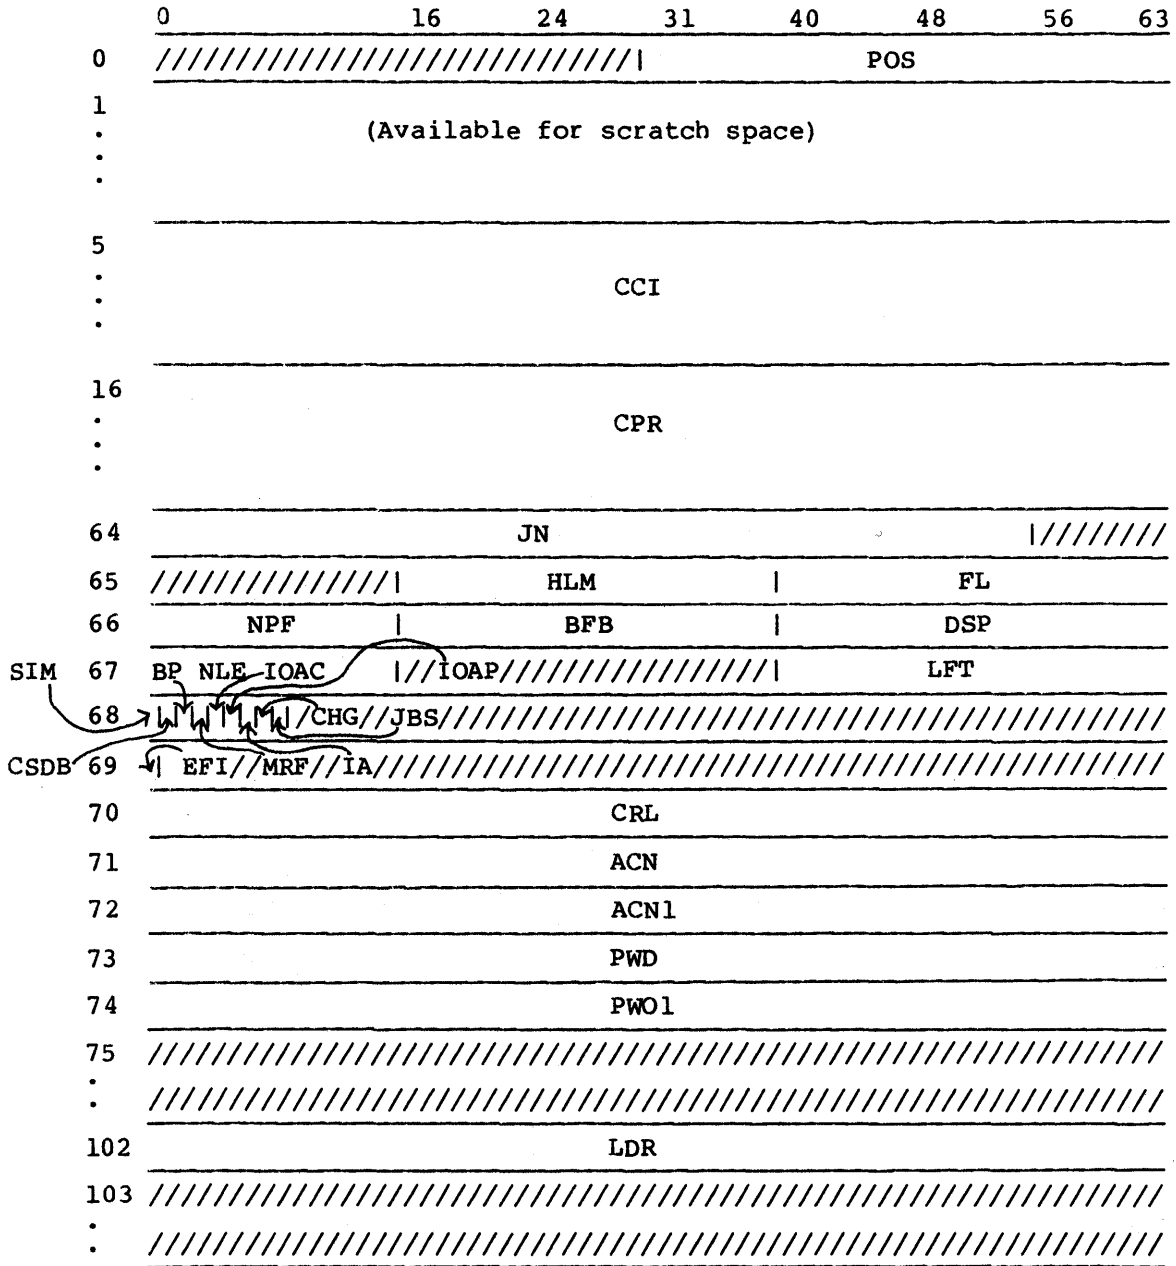 0 16 24 31 40 48 56 63
0 //////////////////////////////| POS
1
(Available for scratch space)
.
.
.
5
.
CCI
.
.
16
.
CPR
.
.
64 JN |////////
65 ///////////////| HLM | FL
66 NPF | BFB | DSP
SIM 67 BP NLE IOAC |//IOAP/////////////////| LFT
68 ||||||||/CHG//JBS//////////////////////////////////////////////
CSDB 69 | EFI//MRF//IA//////////////////////////////////////////////////
70 CRL
71 ACN
72 ACN1
73 PWD
74 PWO1
75 ////////////////////////////////////////////////////////////////
.
. ////////////////////////////////////////////////////////////////
102 LDR
103 ////////////////////////////////////////////////////////////////
.
. ////////////////////////////////////////////////////////////////